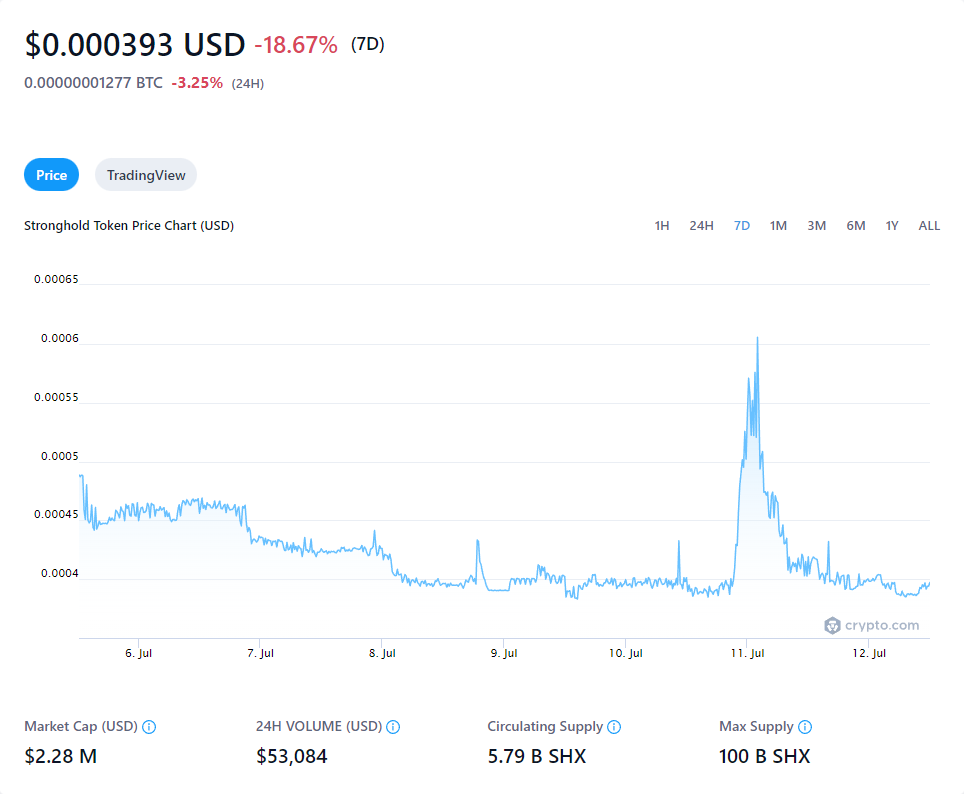 $0.000393 USD -18.67% (7D)
0.00000001277 BTC -3.25% (24H)
Price TradingView
Stronghold Token Price Chart (USD) 1H 24H 7D 1M 3M 6M 1Y ALL
0.00065
0.0006
0.00055
0.0005
0.00045
0.0004
crypto.com
6. Jul 7. Jul 8. Jul 9. Jul 10. Jul 11. Jul 12. Jul
Market Cap (USD) 24H VOLUME (USD) Circulating Supply Max Supply
$2.28 M $53,084 5.79 B SHX 100 B SHX